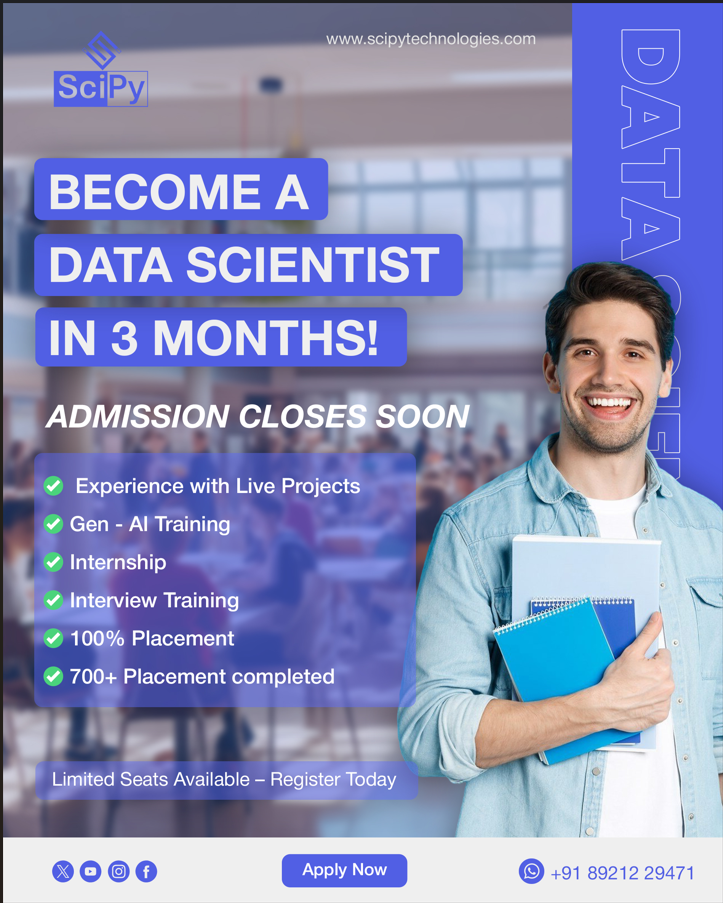 www.scipytechnologies.com
SciPy
BECOME A
DATA SCIENTIST
IN 3 MONTHS!
ADMISSION CLOSES SOON
Experience with Live Projects
Gen - AI Training
Internship
Interview Training
100% Placement
700+ Placement completed
Limited Seats Available – Register Today
Apply Now
+91 89212 29471
DATA